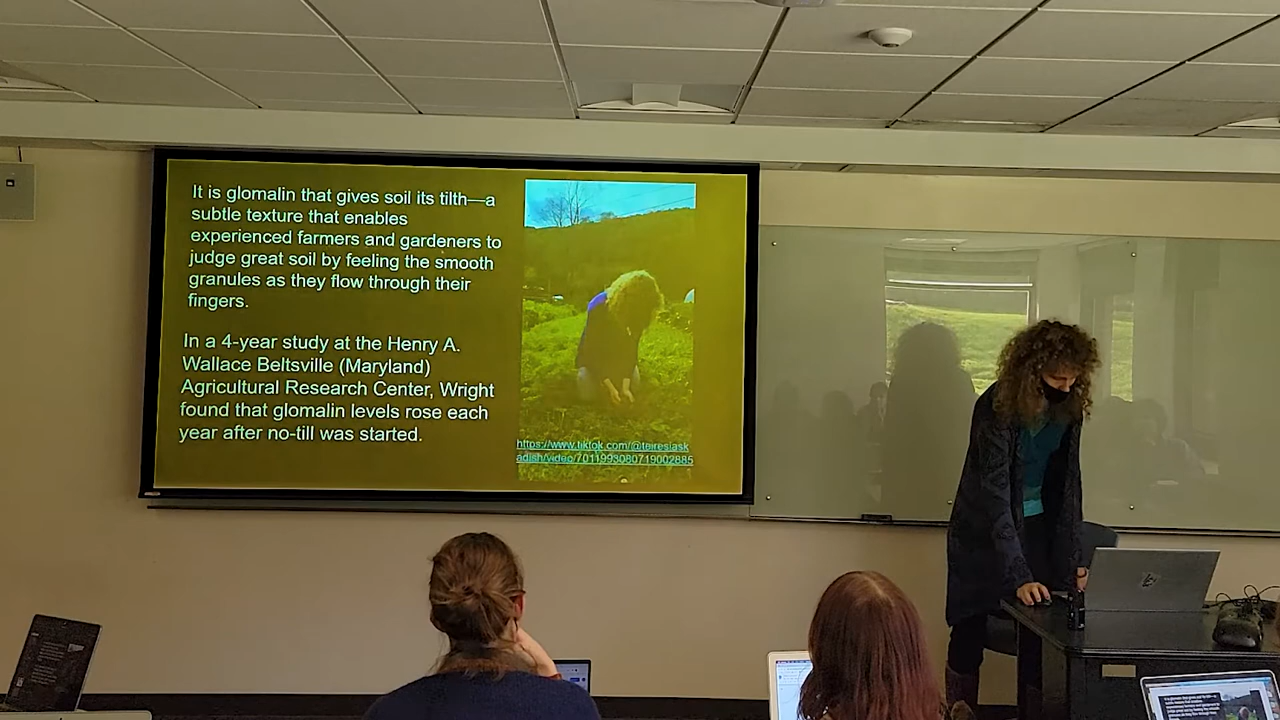 It is glomalin that gives soil its tilth—a
subtle texture that enables
experienced farmers and gardeners to
judge great soil by feeling the smooth
granules as they flow through their
fingers.
In a 4-year study at the Henry A.
Wallace Beltsville (Maryland)
Agricultural Research Center, Wright
found that glomalin levels rose each
year after no-till was started.
https://www.tiktok.com/@teiresiask
adish/video/7011993080719002885